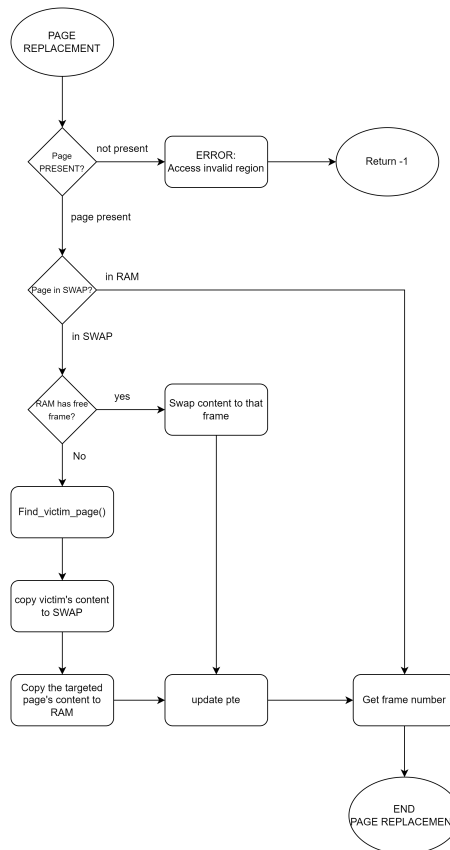 PAGE
REPLACEMENT
Page
PRESENT?
not present
ERROR:
Access invalid region
Return -1
page present
Page in SWAP?
in RAM
in SWAP
RAM has free
frame?
yes
Swap content to that
frame
No
Find_victim_page()
copy victim's content
to SWAP
Copy the targeted
page's content to
RAM
update pte
Get frame number
END
PAGE REPLACEMEN